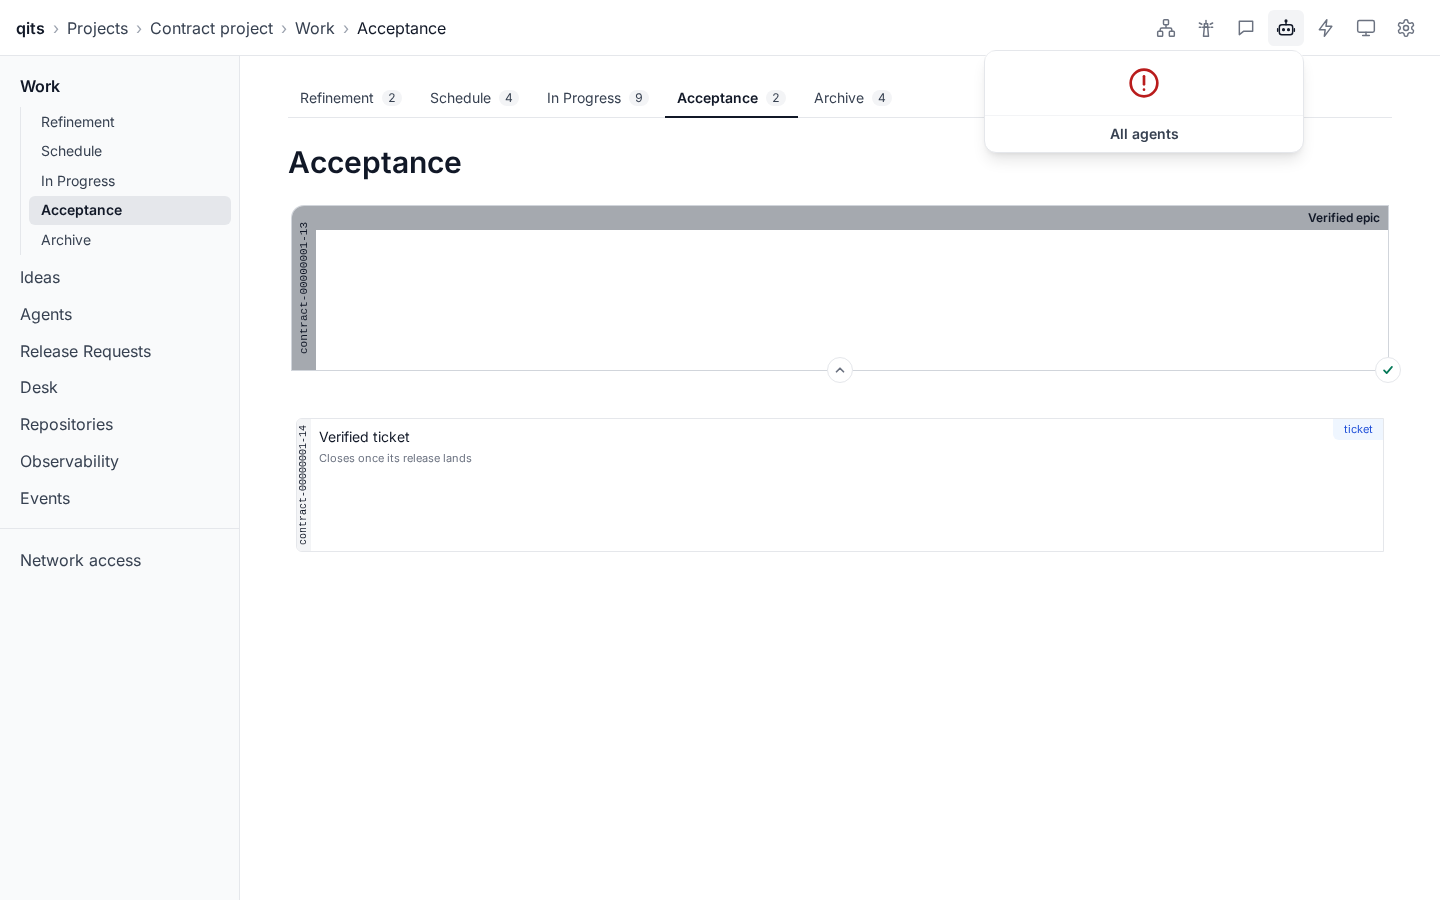 qits › Projects › Contract project › Work › Acceptance
All agents
Work
Refinement
Schedule
In Progress
Acceptance
Archive
Ideas
Agents
Release Requests
Desk
Repositories
Observability
Events
Network access
Refinement 2
Schedule 4
In Progress 9
Acceptance 2
Archive 4
Acceptance
contract-00000001-13
Verified epic
contract-00000001-14
Verified ticket
ticket
Closes once its release lands